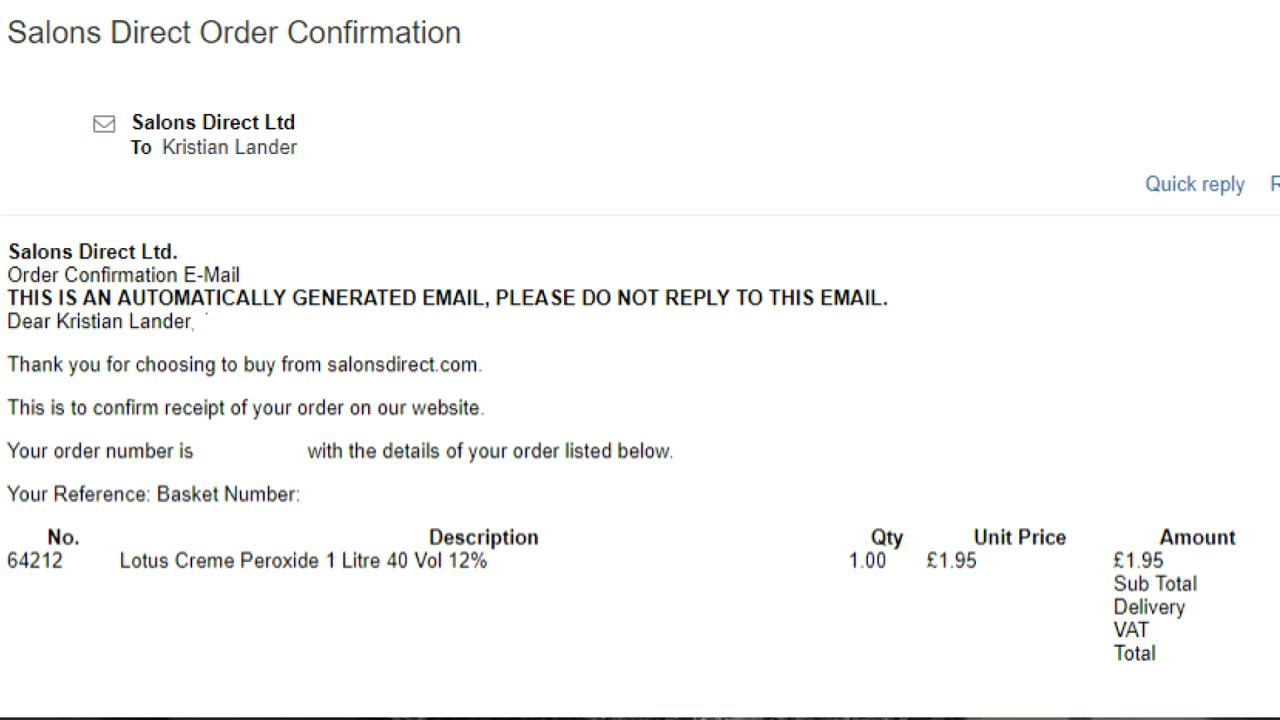 Salons Direct Order Confirmation
Salons Direct Ltd
To Kristian Lander
Quick reply
Salons Direct Ltd.
Order Confirmation E-Mail
THIS IS AN AUTOMATICALLY GENERATED EMAIL, PLEASE DO NOT REPLY TO THIS EMAIL.
Dear Kristian Lander,
Thank you for choosing to buy from salonsdirect.com.
This is to confirm receipt of your order on our website.
Your order number is with the details of your order listed below.
Your Reference: Basket Number:
No. Description Qty Unit Price Amount
64212 Lotus Creme Peroxide 1 Litre 40 Vol 12% 1.00 £1.95 £1.95
Sub Total
Delivery
VAT
Total